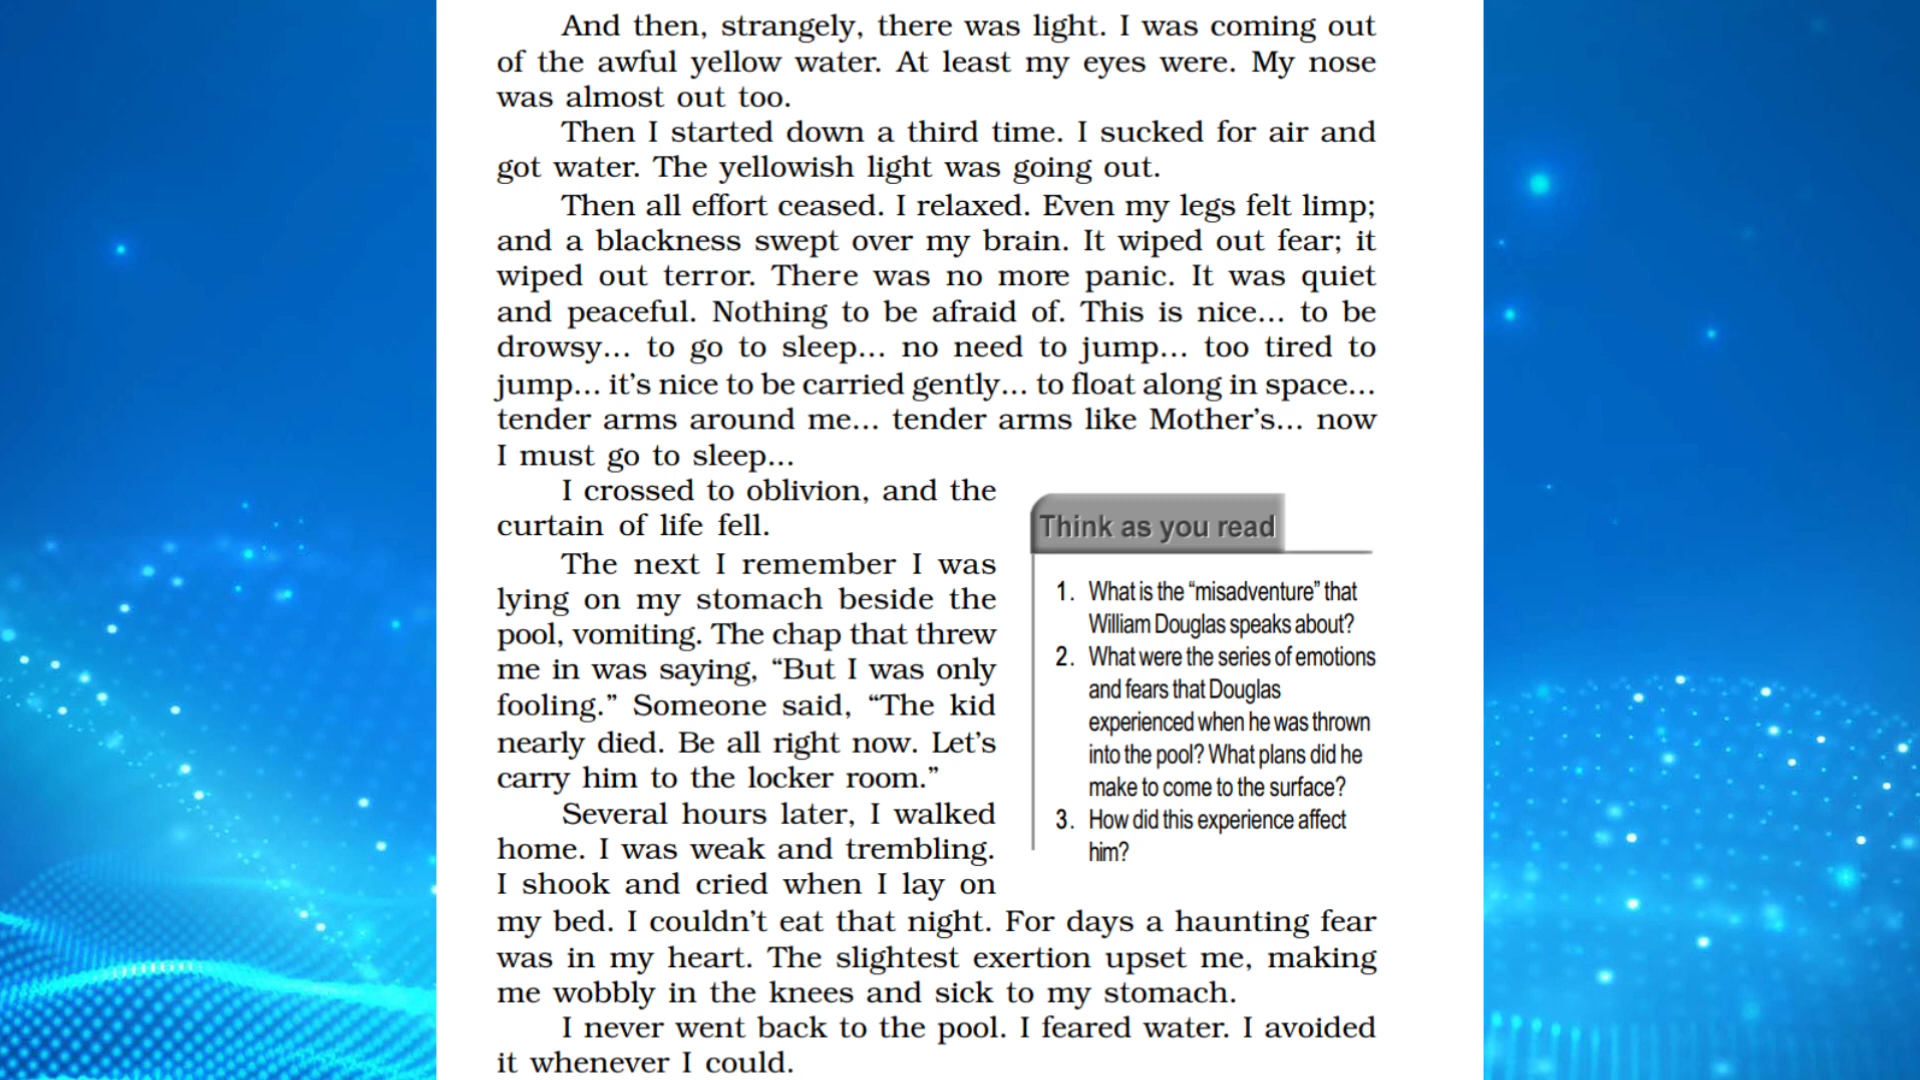 And then, strangely, there was light. I was coming out
of the awful yellow water. At least my eyes were. My nose
was almost out too.
Then I started down a third time. I sucked for air and
got water. The yellowish light was going out.
Then all effort ceased. I relaxed. Even my legs felt limp;
and a blackness swept over my brain. It wiped out fear; it
wiped out terror. There was no more panic. It was quiet
and peaceful. Nothing to be afraid of. This is nice... to be
drowsy... to go to sleep... no need to jump... too tired to
jump... it's nice to be carried gently... to float along in space...
tender arms around me... tender arms like Mother's... now
I must go to sleep...
I crossed to oblivion, and the
curtain of life fell.
The next I remember I was
lying on my stomach beside the
pool, vomiting. The chap that threw
me in was saying, “But I was only
fooling.” Someone said, “The kid
nearly died. Be all right now. Let's
carry him to the locker room.”
Several hours later, I walked
home. I was weak and trembling.
I shook and cried when I lay on
my bed. I couldn't eat that night. For days a haunting fear
was in my heart. The slightest exertion upset me, making
me wobbly in the knees and sick to my stomach.
I never went back to the pool. I feared water. I avoided
it whenever I could.
Think as you read
1. What is the “misadventure” that
William Douglas speaks about?
2. What were the series of emotions
and fears that Douglas
experienced when he was thrown
into the pool? What plans did he
make to come to the surface?
3. How did this experience affect
him?